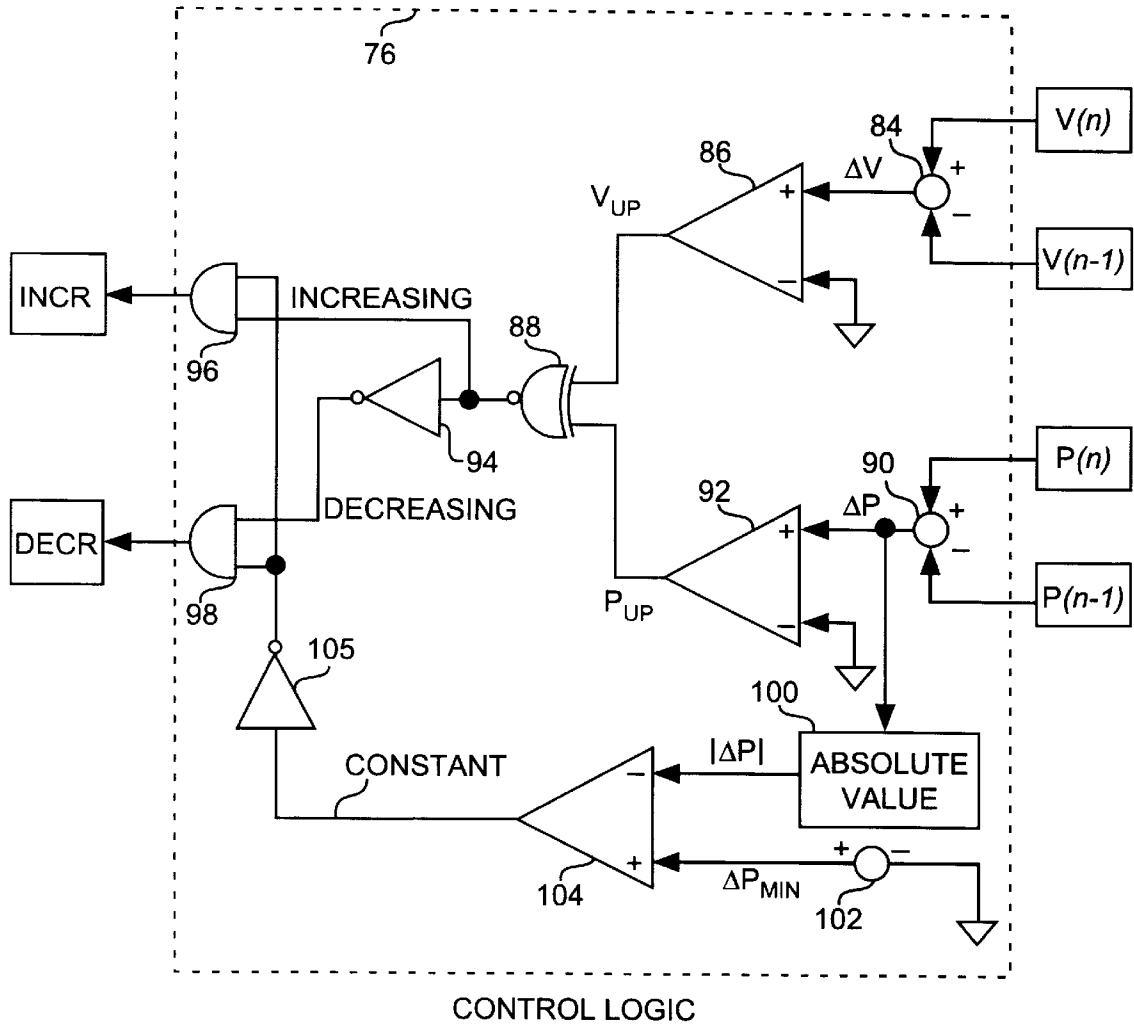 76
V(n)
84
+
86
ΔV
+
−
V_UP
V(n-1)
−
INCR
INCREASING
88
96
94
P(n)
90
92
ΔP
+
+
−
DECREASING
DECR
98
P_UP
−
P(n-1)
105
100
|ΔP|
ABSOLUTE
VALUE
CONSTANT
−
+
+
−
104
ΔP_MIN
102
CONTROL LOGIC